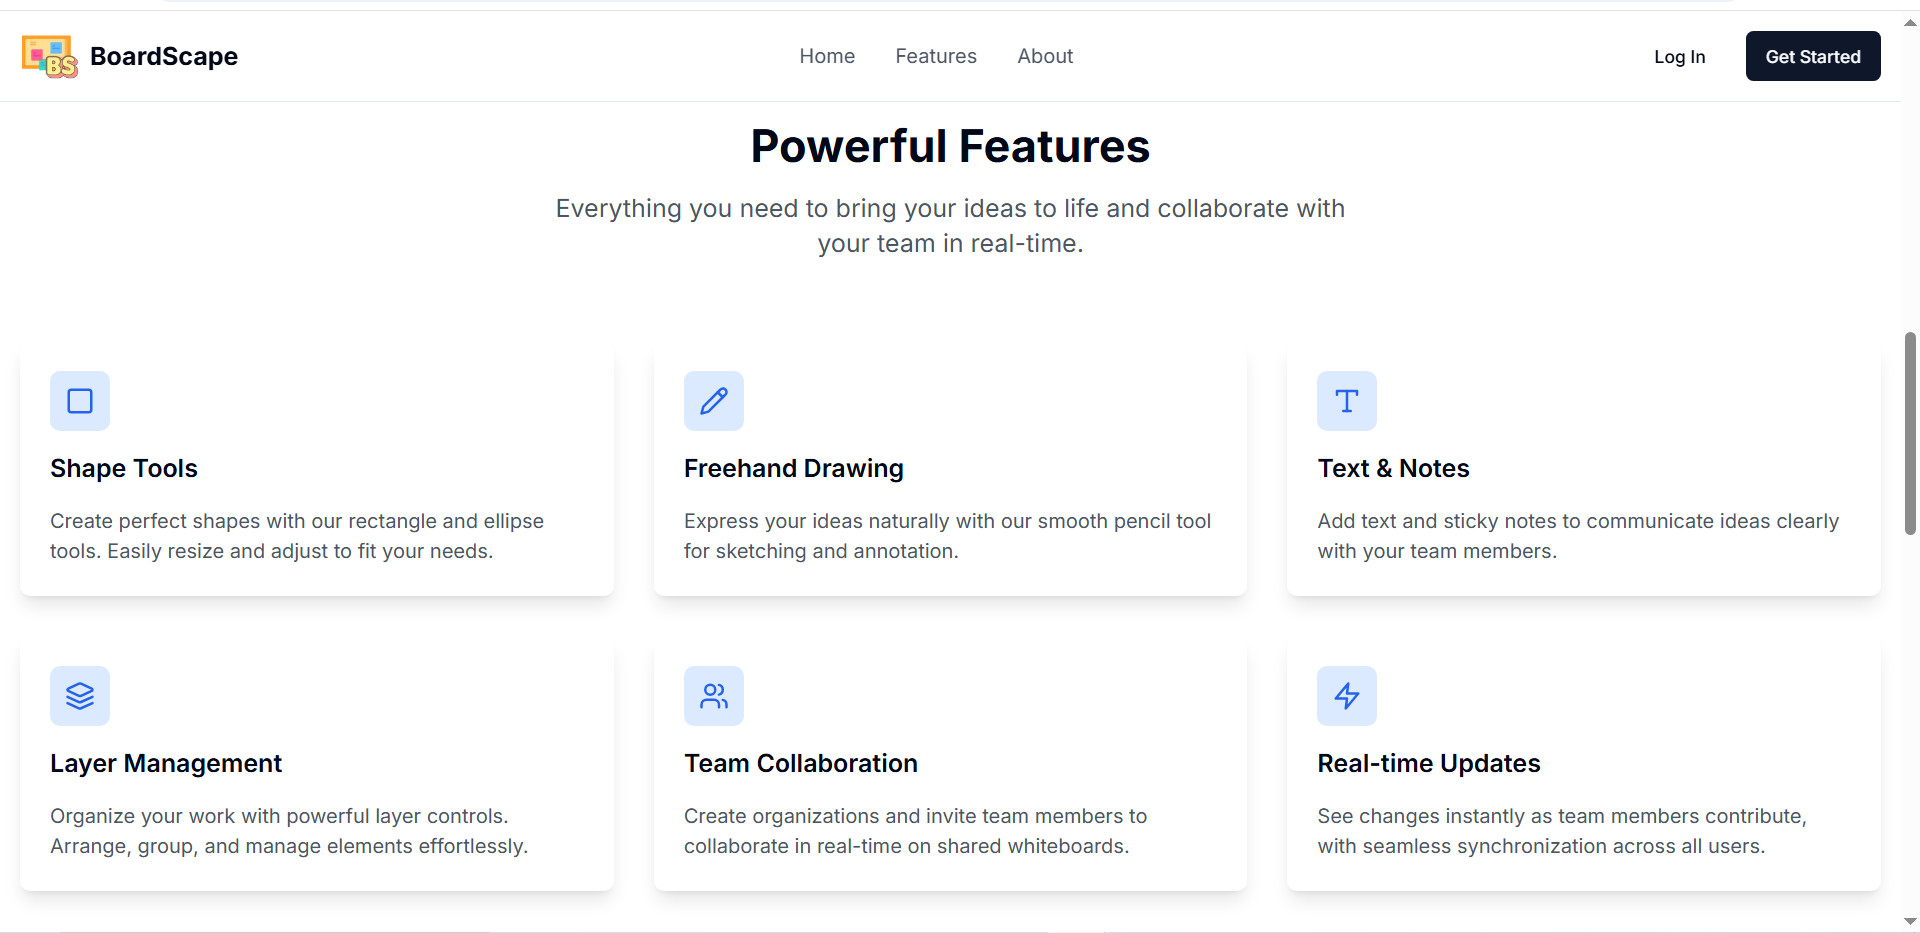 BS
BoardScape
Home
Features
About
Log In
Get Started
Powerful Features
Everything you need to bring your ideas to life and collaborate with
your team in real-time.
Shape Tools
Create perfect shapes with our rectangle and ellipse
tools. Easily resize and adjust to fit your needs.
Freehand Drawing
Express your ideas naturally with our smooth pencil tool
for sketching and annotation.
Text & Notes
Add text and sticky notes to communicate ideas clearly
with your team members.
Layer Management
Organize your work with powerful layer controls.
Arrange, group, and manage elements effortlessly.
Team Collaboration
Create organizations and invite team members to
collaborate in real-time on shared whiteboards.
Real-time Updates
See changes instantly as team members contribute,
with seamless synchronization across all users.